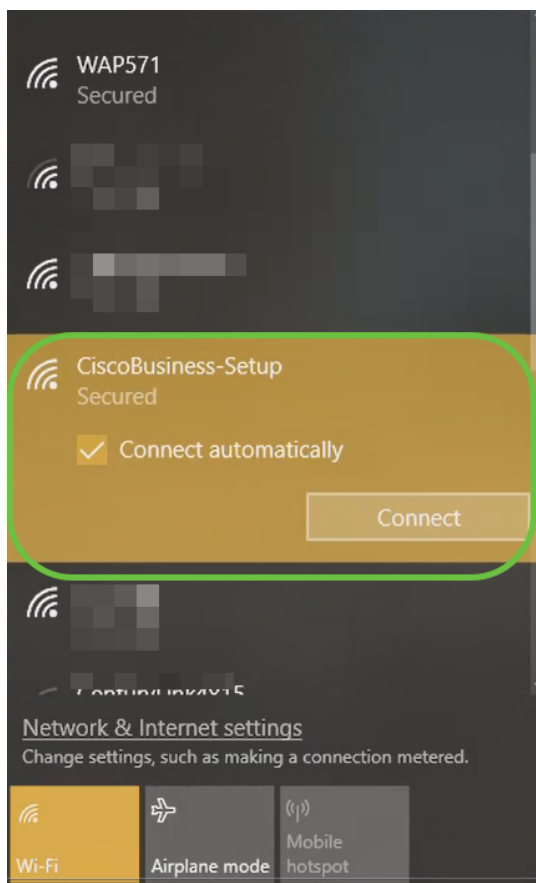 WAP571
Secured
CiscoBusiness-Setup
Secured
Connect automatically
Connect
Network & Internet settings
Change settings, such as making a connection metered.
Wi-Fi
Airplane mode
Mobile
hotspot